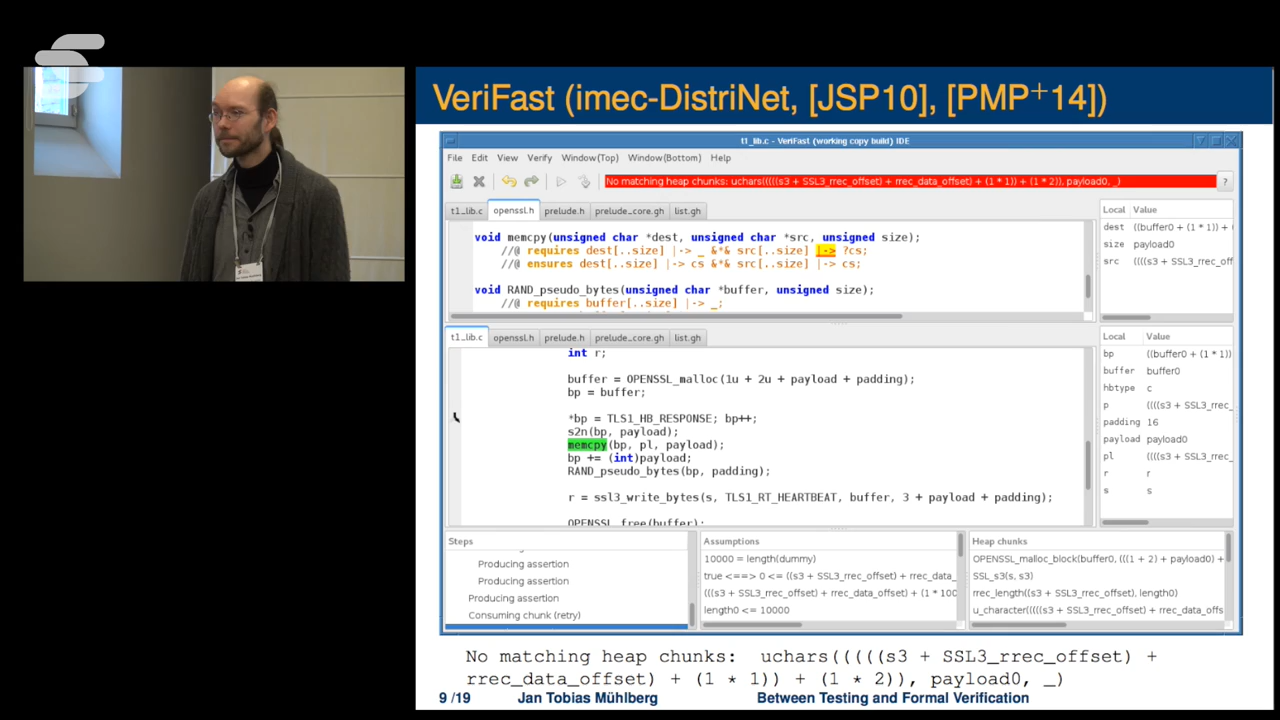 VeriFast (imec-DistriNet, [JSP10], [PMP+14])
t1_lib.c - VeriFast (working copy build) IDE
File Edit View Verify Window(Top) Window(Bottom) Help
No matching heap chunks: uchars(((((s3 + SSL3_rrec_offset) + rrec_data_offset) + (1 * 1)) + (1 * 2)), payload0, _)
?
t1_lib.c openssl.h prelude.h prelude_core.gh list.gh
void memcpy(unsigned char *dest, unsigned char *src, unsigned size);
//@ requires dest[..size] |-> _ &*& src[..size] |-> ?cs;
//@ ensures dest[..size] |-> cs &*& src[..size] |-> cs;
void RAND_pseudo_bytes(unsigned char *buffer, unsigned size);
//@ requires buffer[..size] |-> _;
Local Value
dest ((buffer0 + (1 * 1)) +
size payload0
src ((((s3 + SSL3_rrec_off
t1_lib.c openssl.h prelude.h prelude_core.gh list.gh
int r;
buffer = OPENSSL_malloc(1u + 2u + payload + padding);
bp = buffer;
*bp = TLS1_HB_RESPONSE; bp++;
s2n(bp, payload);
memcpy(bp, pl, payload);
bp += (int)payload;
RAND_pseudo_bytes(bp, padding);
r = ssl3_write_bytes(s, TLS1_RT_HEARTBEAT, buffer, 3 + payload + padding);
OPENSSL_free(buffer);
Local Value
bp ((buffer0 + (1 * 1))
buffer buffer0
hbtype c
p ((((s3 + SSL3_rrec_
padding 16
payload payload0
pl ((((s3 + SSL3_rrec_
r r
s s
Steps
Producing assertion
Producing assertion
Producing assertion
Consuming chunk (retry)
Assumptions
10000 = length(dummy)
true <==> 0 <= ((s3 + SSL3_rrec_offset) + rrec_data_
(((s3 + SSL3_rrec_offset) + rrec_data_offset) + (1 * 100
length0 <= 10000
Heap chunks
OPENSSL_malloc_block(buffer0, (((1 + 2) + payload0) +
SSL_s3(s, s3)
rrec_length((s3 + SSL3_rrec_offset), length0)
u_character(((((s3 + SSL3_rrec_offset) + rrec_data_offs
No matching heap chunks: uchars(((((s3 + SSL3_rrec_offset) +
rrec_data_offset) + (1 * 1)) + (1 * 2)), payload0, _)
9 /19 Jan Tobias Mühlberg Between Testing and Formal Verification